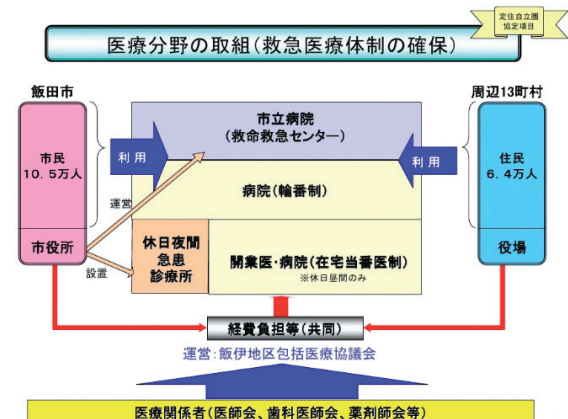 定住自立圏
協定項目
医療分野の取組(救急医療体制の確保)
飯田市
周辺13町村
市民
10.5万人
市役所
利用
運営
設置
市立病院
(救命救急センター)
病院(輪番制)
休日夜間
急患
診療所
開業医・病院(在宅当番医制)
※休日昼間のみ
利用
住民
6.4万人
役場
経費負担等(共同)
運営:飯伊地区包括医療協議会
医療関係者(医師会、歯科医師会、薬剤師会等)